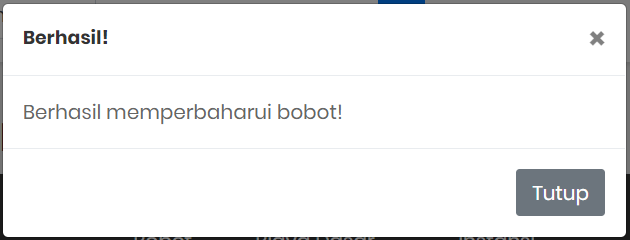 Berhasil!
×
Berhasil memperbaharui bobot!
Tutup